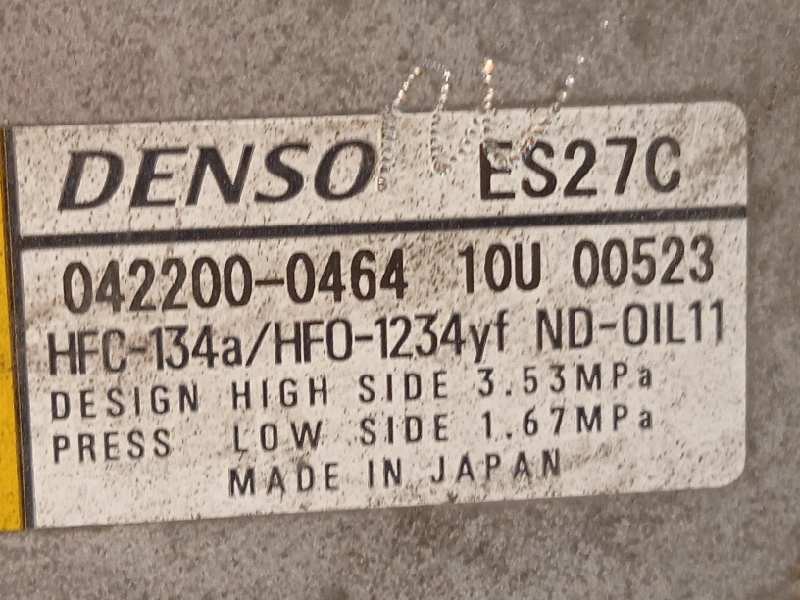 DENSO ES27C
042200-0464 10U 00523
HFC-134a/HFO-1234yf ND-OIL11
DESIGN HIGH SIDE 3.53MPa
PRESS LOW SIDE 1.67MPa
MADE IN JAPAN